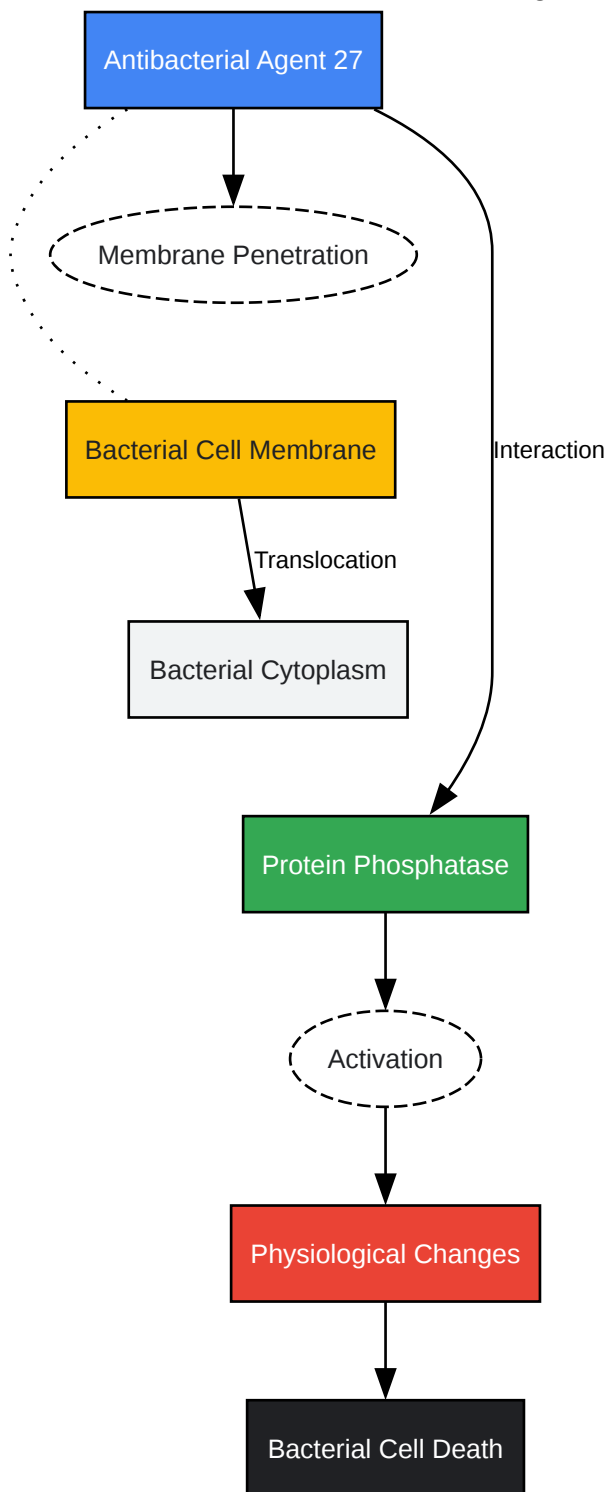 Antibacterial Agent 27
Membrane Penetration
Bacterial Cell Membrane
Interaction
Translocation
Bacterial Cytoplasm
Protein Phosphatase
Activation
Physiological Changes
Bacterial Cell Death